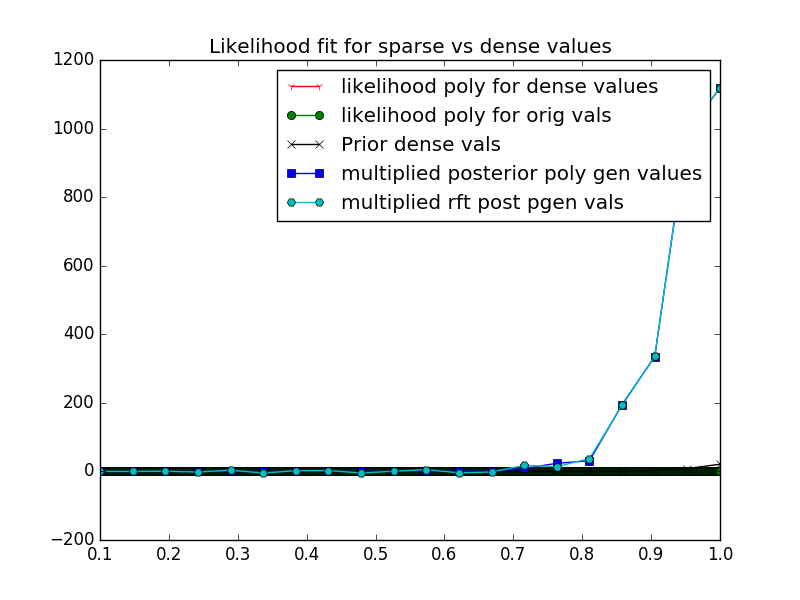 Likelihood fit for sparse vs dense values
1200
1000
800
600
400
200
0
−200
likelihood poly for dense values
likelihood poly for orig vals
Prior dense vals
multiplied posterior poly gen values
multiplied rft post pgen vals
0.1 0.2 0.3 0.4 0.5 0.6 0.7 0.8 0.9 1.0